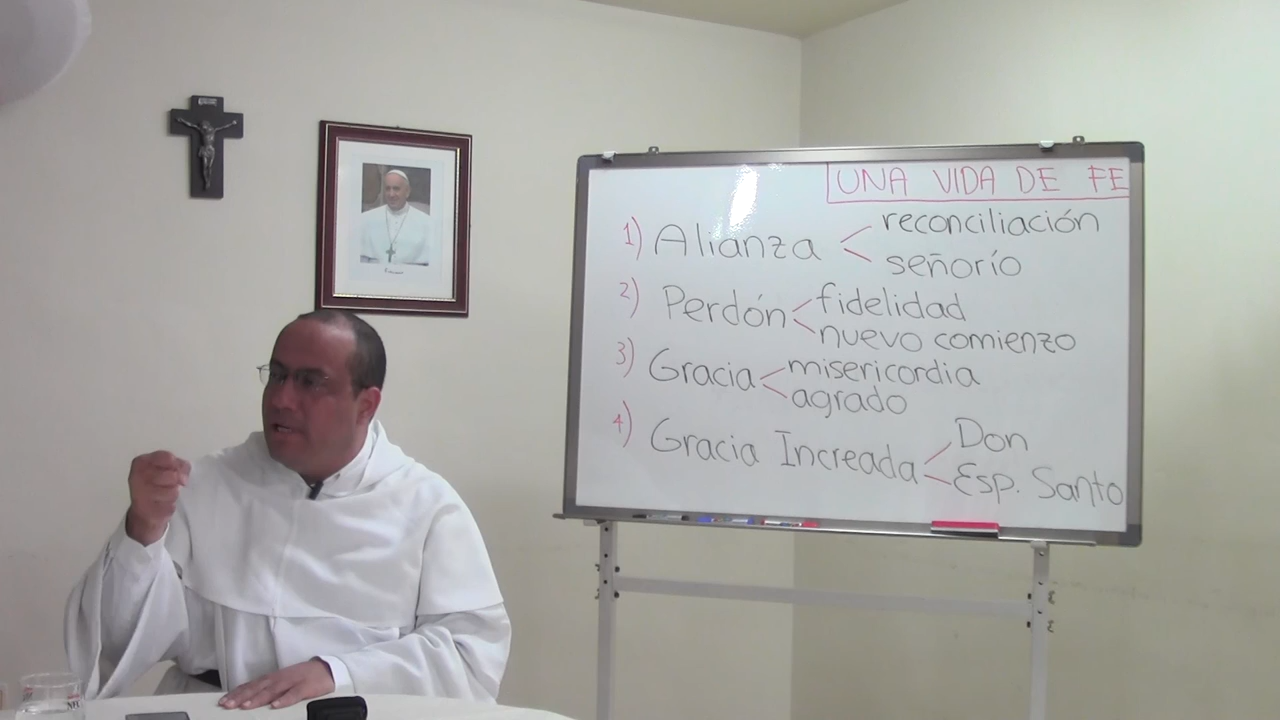 UNA VIDA DE FE
1) Alianza < reconciliación
señorío
2) Perdón < fidelidad
nuevo comienzo
3) Gracia < misericordia
agrado
4) Gracia Increada < Don
Esp. Santo